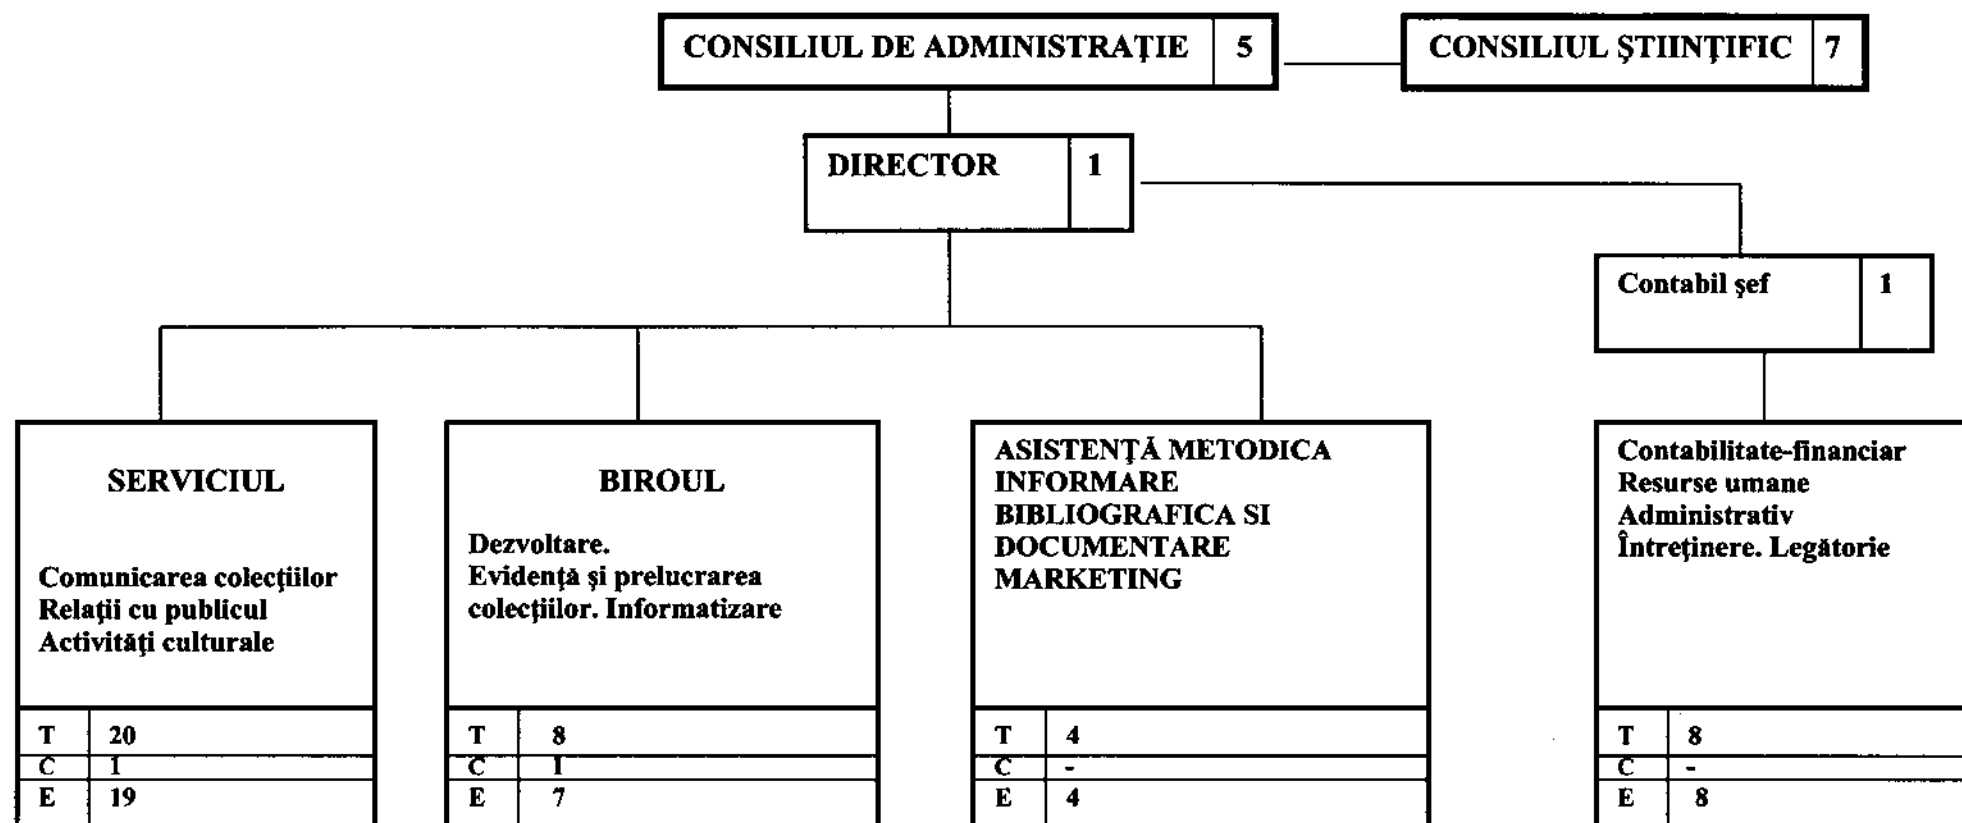 CONSILIUL DE ADMINISTRAŢIE 5
CONSILIUL ŞTIINŢIFIC 7
DIRECTOR 1
Contabil şef 1
SERVICIUL
Comunicarea colecţiilor
Relaţii cu publicul
Activităţi culturale
T 20
C 1
E 19
BIROUL
Dezvoltare.
Evidenţă şi prelucrarea
colecţiilor. Informatizare
T 8
C 1
E 7
ASISTENŢĂ METODICA
INFORMARE
BIBLIOGRAFICA SI
DOCUMENTARE
MARKETING
T 4
C -
E 4
Contabilitate-financiar
Resurse umane
Administrativ
Întreţinere. Legătorie
T 8
C -
E 8